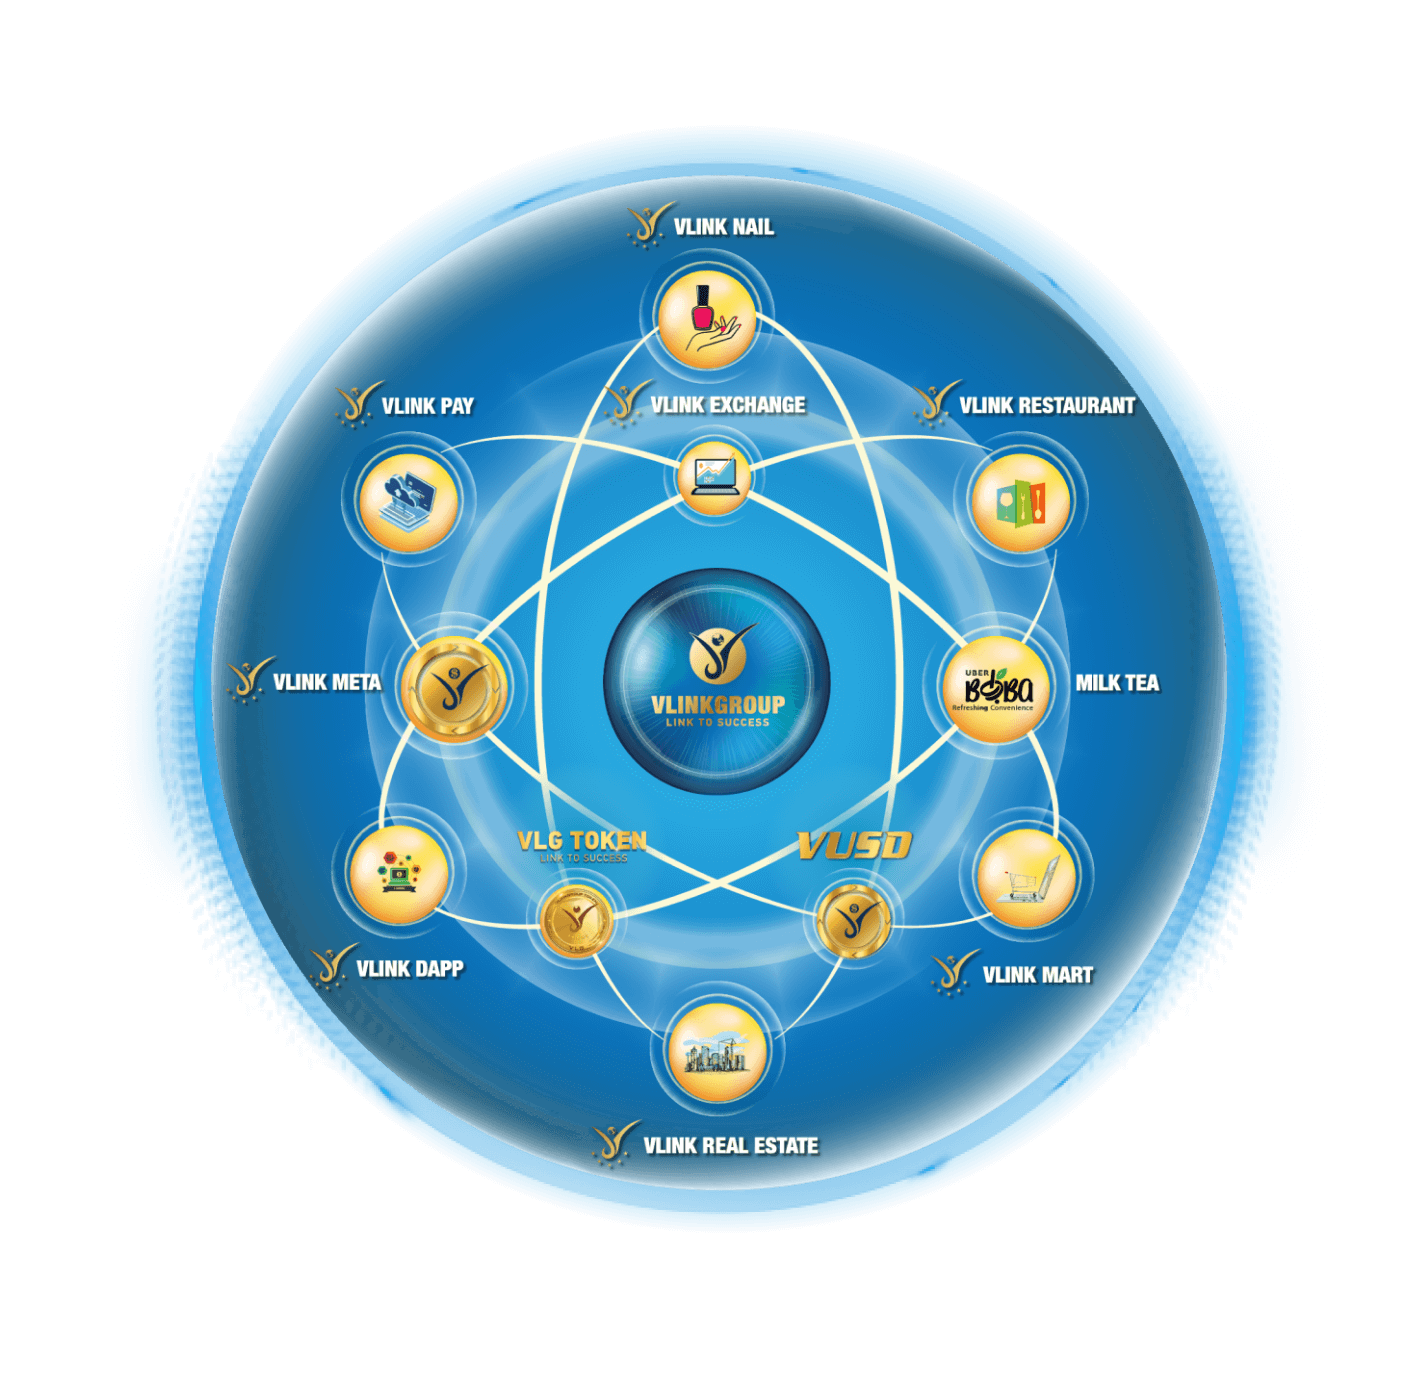 VLINK NAIL
VLINK PAY
VLINK EXCHANGE
VLINK RESTAURANT
VLINK META
VLINKGROUP
LINK TO SUCCESS
UBER
BOBA
Refreshing Convenience
MILK TEA
VLG TOKEN
LINK TO SUCCESS
VUSD
VLG
VLINK DAPP
VLINK MART
VLINK REAL ESTATE